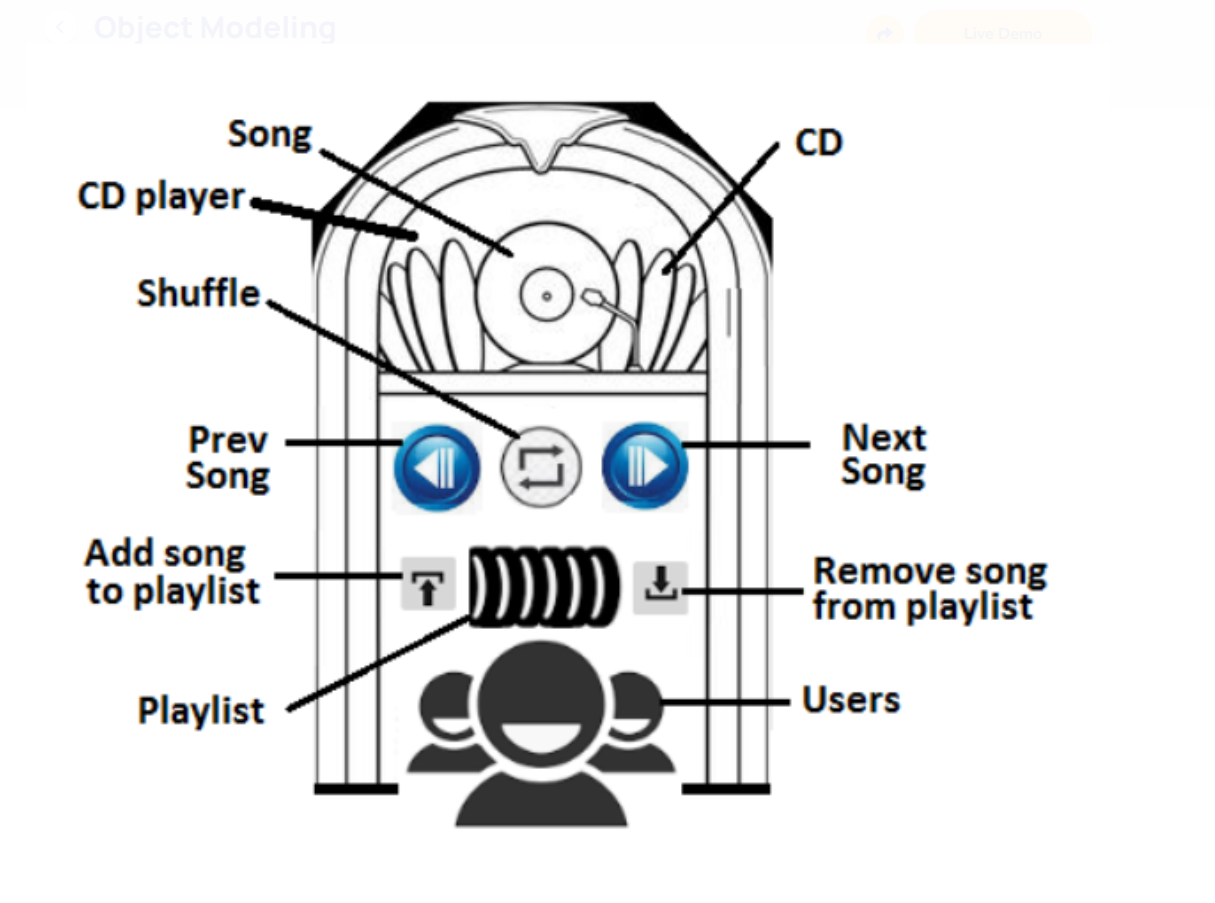 Object Modeling
Live Demo
Song
CD
CD player
Shuffle
Prev
Song
Next
Song
Add song
to playlist
Remove song
from playlist
Playlist
Users